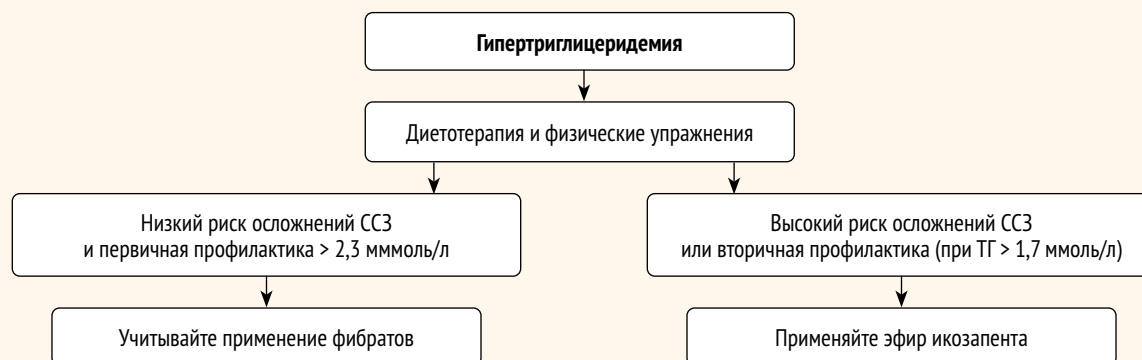 Гипертриглицеридемия
Диетотерапия и физические упражнения
Низкий риск осложнений ССЗ
и первичная профилактика > 2,3 мммоль/л
Высокий риск осложнений ССЗ
или вторичная профилактика (при ТГ > 1,7 ммоль/л)
Учитывайте применение фибратов
Применяйте эфир икозапента